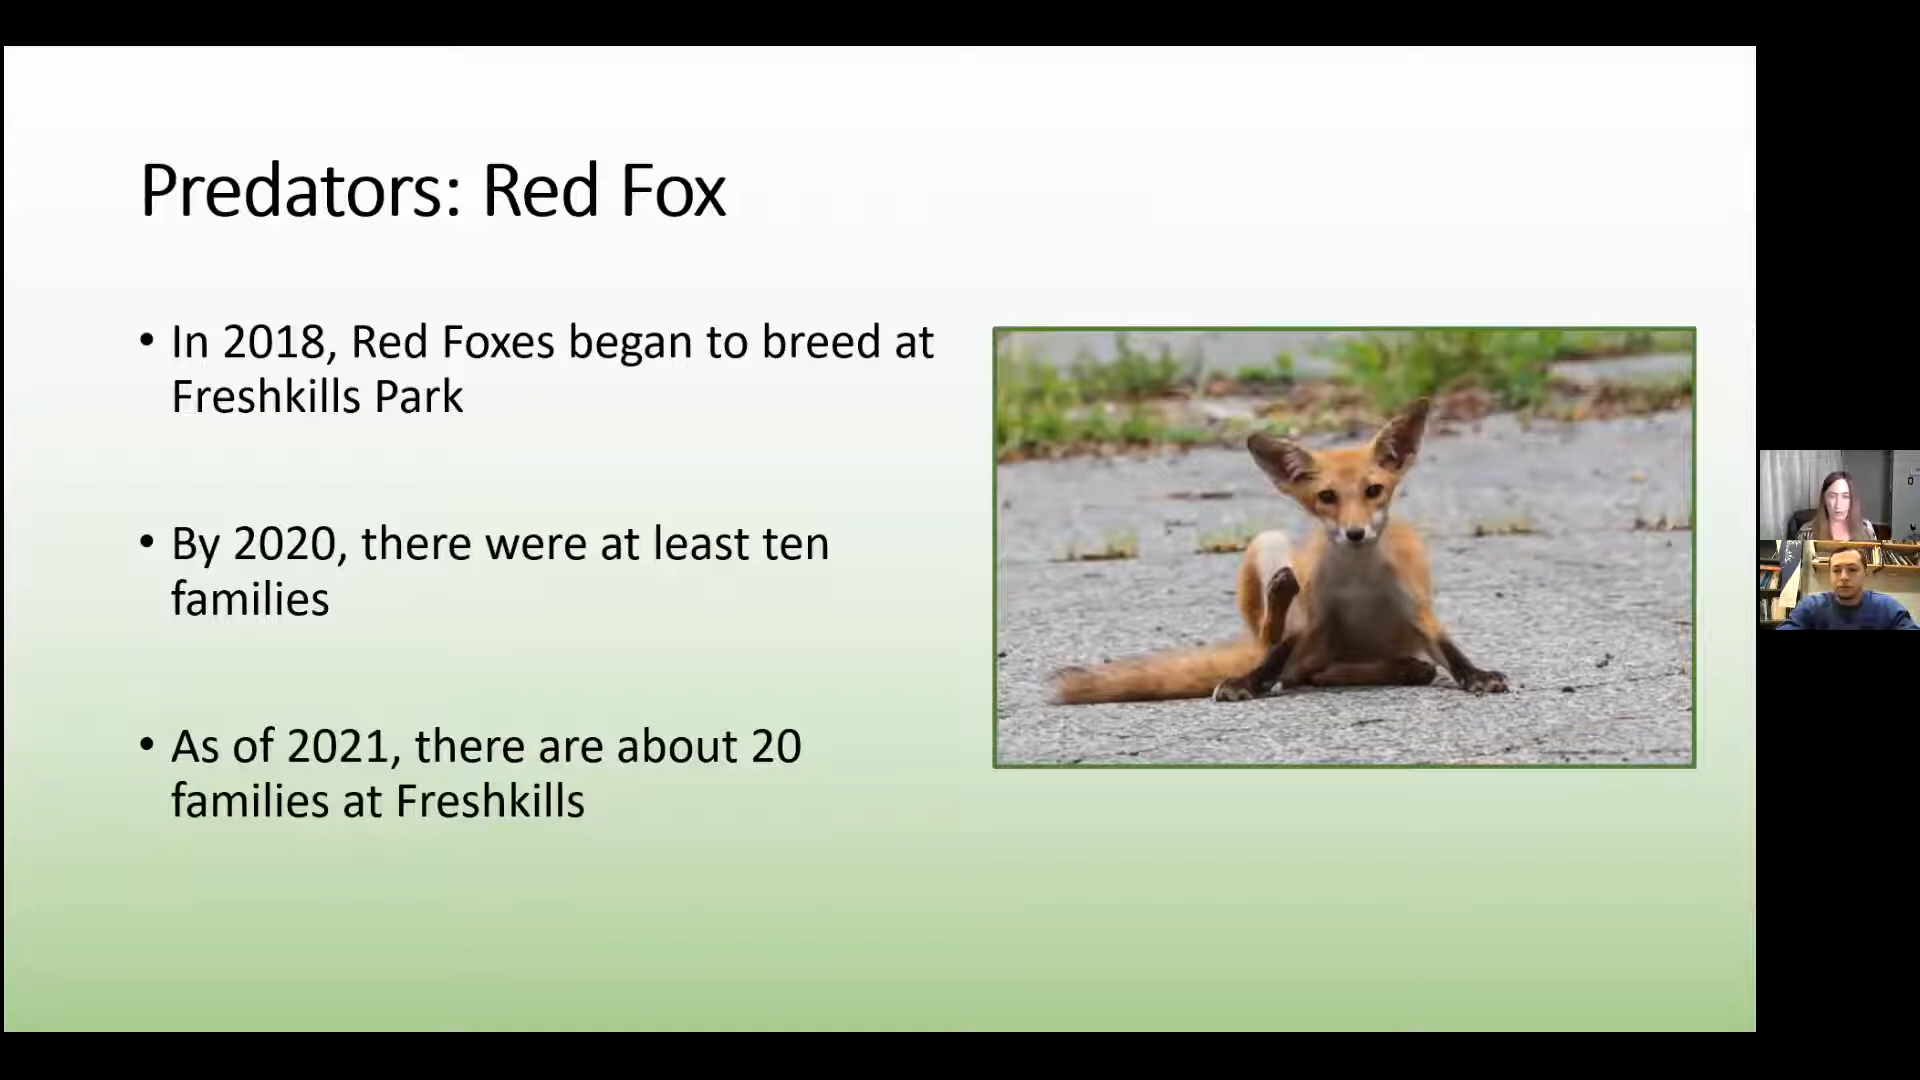 Predators: Red Fox
• In 2018, Red Foxes began to breed at
Freshkills Park
• By 2020, there were at least ten
families
• As of 2021, there are about 20
families at Freshkills